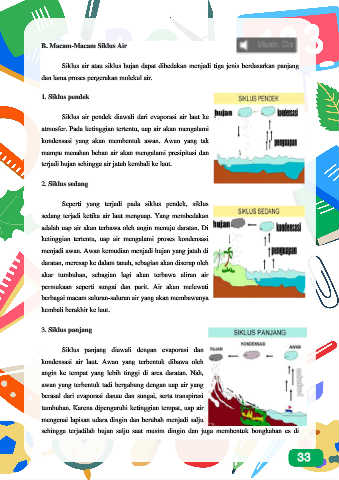 B. Macam-Macam Siklus Air
Siklus air atau siklus hujan dapat dibedakan menjadi tiga jenis berdasarkan panjang
dan lama proses pergerakan molekul air.
1. Siklus pendek
Siklus air pendek diawali dari evaporasi air laut ke
atmosfer. Pada ketinggian tertentu, uap air akan mengalami
kondensasi yang akan membentuk awan. Awan yang tak
mampu menahan beban air akan mengalami presipitasi dan
terjadi hujan sehingga air jatuh kembali ke laut.
SIKLUS PENDEK
hujan
kondensasi
penguapan
2. Siklus sedang
Seperti yang terjadi pada siklus pendek, siklus
sedang terjadi ketika air laut menguap. Yang membedakan
adalah uap air akan terbawa oleh angin menuju daratan. Di
ketinggian tertentu, uap air mengalami proses kondensasi
menjadi awan. Awan kemudian menjadi hujan yang jatuh di
daratan, meresap ke dalam tanah, sebagian akan diserap oleh
akar tumbuhan, sebagian lagi akan terbawa aliran air
permukaan seperti sungai dan parit. Air akan melewati
berbagai macam saluran-saluran air yang akan membawanya
kembali berakhir ke laut.
SIKLUS SEDANG
hujan
kondensasi
penguapan
3. Siklus panjang
Siklus panjang diawali dengan evaporasi dan
kondensasi air laut. Awan yang terbentuk dibawa oleh
angin ke tempat yang lebih tinggi di area daratan. Nah,
awan yang terbentuk tadi bergabung dengan uap air yang
berasal dari evaporasi danau dan sungai, serta transpirasi
tumbuhan. Karena dipengaruhi ketinggian tempat, uap air
mengenai lapisan udara dingin dan berubah menjadi salju
sehingga terjadilah hujan salju saat musim dingin dan juga membentuk bongkahan es di
SIKLUS PANJANG
HUJAN
KONDENSASI
AWAN
33